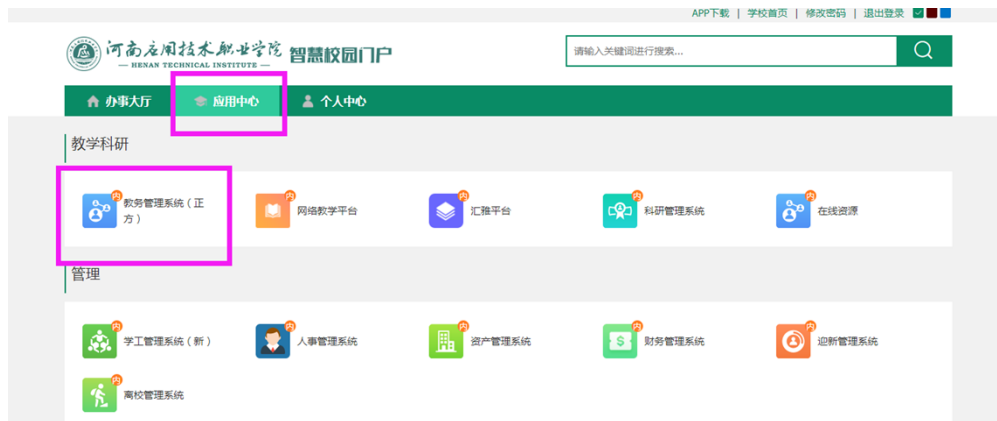 APP下载 | 学校首页 | 修改密码 | 退出登录
河南应用技术职业学院 智慧校园门户
HENAN TECHNICAL INSTITUTE
请输入关键词进行搜索...
办事大厅 应用中心 个人中心
教学科研
内 内 内 内 内
教务管理系统（正
方）
网络教学平台 汇雅平台 科研管理系统 在线资源
管理
内 内 内 内 内
学工管理系统（新） 人事管理系统 资产管理系统 财务管理系统 迎新管理系统
内
离校管理系统